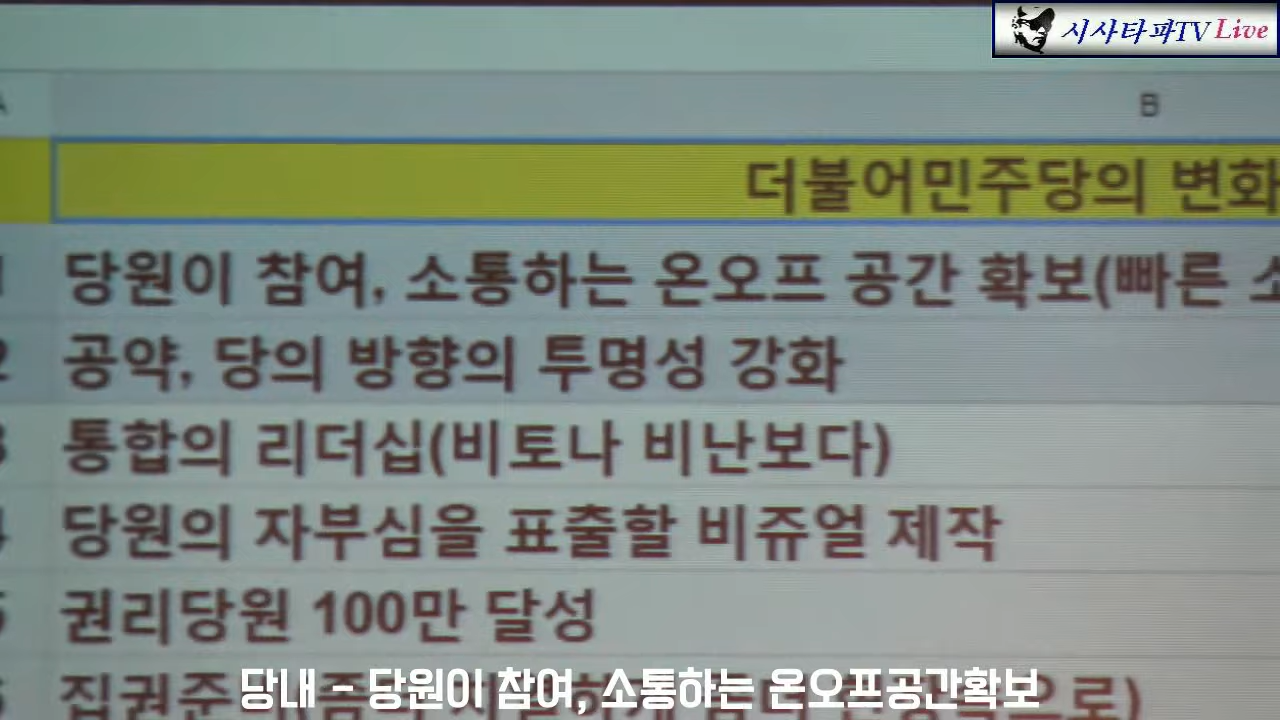 시사타파TV Live
B
더불어민주당의 변화
당원이 참여, 소통하는 온오프 공간 확보(빠른
2 공약, 당의 방향의 투명성 강화
3 통합의 리더십(비토나 비난보다)
당원의 자부심을 표출할 비쥬얼 제작
5 권리당원 100만 달성
당내 - 당원이 참여, 소통하는 온오프공간확보